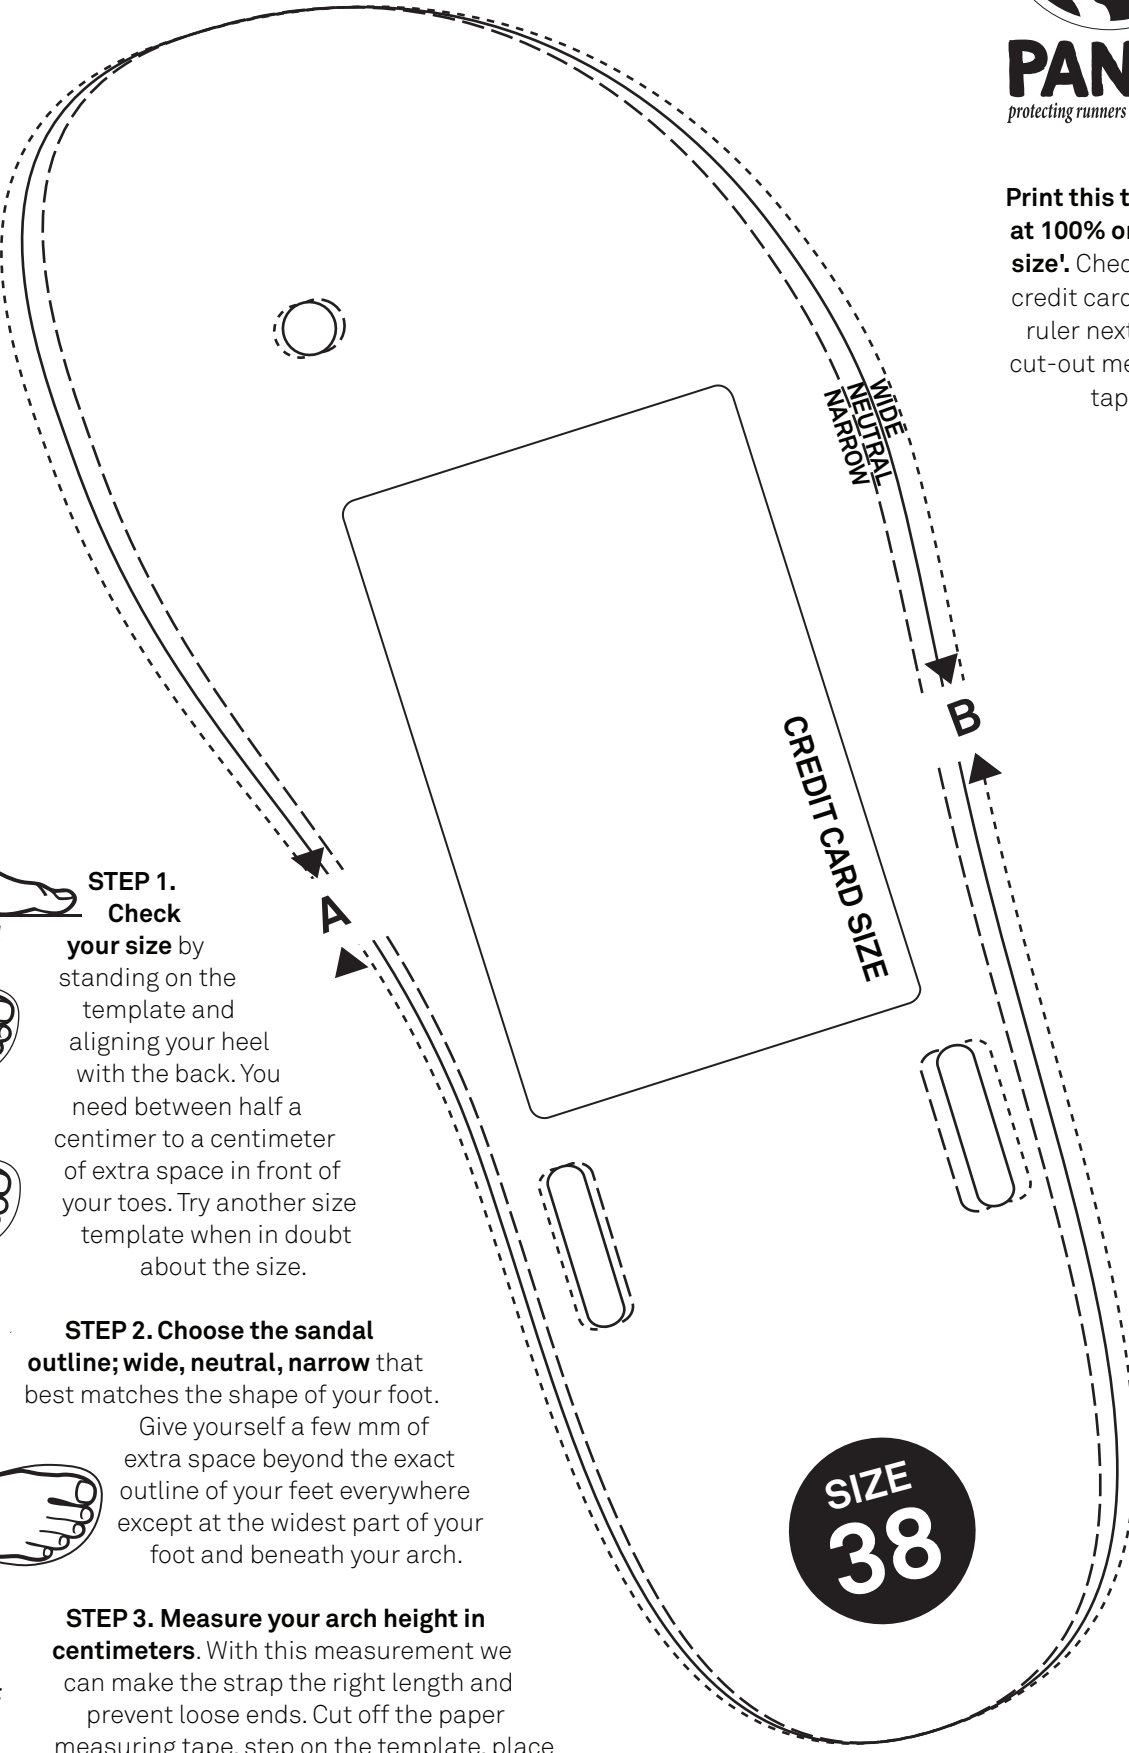 PAN
protecting runners
Print this t
at 100% or
size'. Chec
credit card
ruler next
cut-out me
tap
WIDE
NEUTRAL
NARROW
B
CREDIT CARD SIZE
A
STEP 1.
Check
your size by
standing on the
template and
aligning your heel
with the back. You
need between half a
centimer to a centimeter
of extra space in front of
your toes. Try another size
template when in doubt
about the size.
STEP 2. Choose the sandal
outline; wide, neutral, narrow that
best matches the shape of your foot.
Give yourself a few mm of
extra space beyond the exact
outline of your feet everywhere
except at the widest part of your
foot and beneath your arch.
SIZE
38
STEP 3. Measure your arch height in
centimeters. With this measurement we
can make the strap the right length and
prevent loose ends. Cut off the paper
measuring tape, step on the template, place